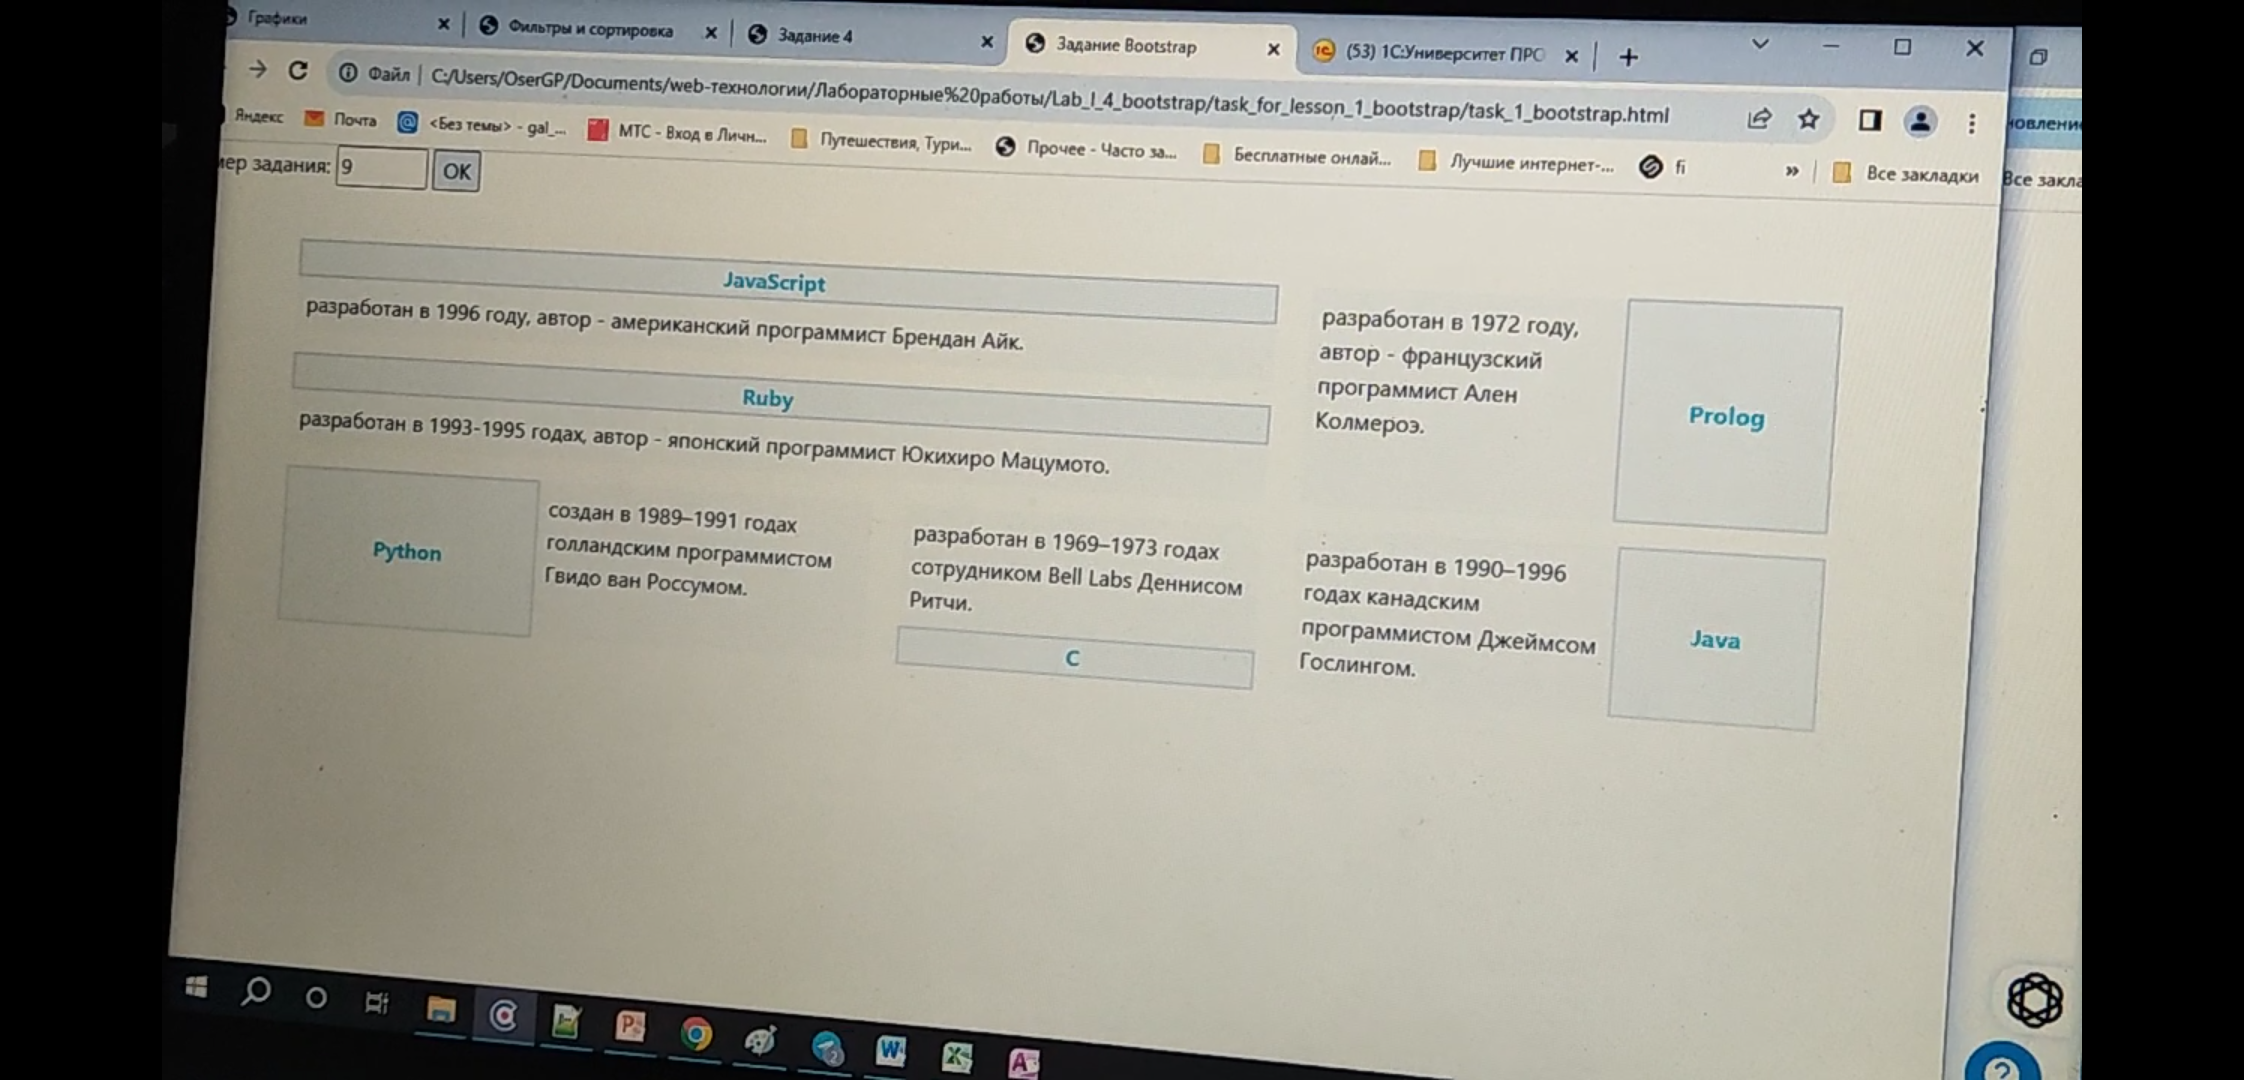 Графики
Фильтры и сортировка
Задание 4
Задание Bootstrap
(53) 1С:Университет ПРО
Файл | C:/Users/OserGP/Documents/web-технологии/Лабораторные%20работы/Lab_I_4_bootstrap/task_for_lesson_1_bootstrap/task_1_bootstrap.html
Яндекс
Почта
<Без темы> - gal_...
МТС - Вход в Личн...
Путешествия, Тури...
Прочее - Часто за...
Бесплатные онлай...
Лучшие интернет-...
fi
»
Все закладки
мер задания: 9 OK
JavaScript
разработан в 1996 году, автор - американский программист Брендан Айк.
Ruby
разработан в 1993-1995 годах, автор - японский программист Юкихиро Мацумото.
разработан в 1972 году,
автор - французский
программист Ален
Колмероэ.
Prolog
Python
создан в 1989–1991 годах
голландским программистом
Гвидо ван Россумом.
разработан в 1969–1973 годах
сотрудником Bell Labs Деннисом
Ритчи.
C
разработан в 1990–1996
годах канадским
программистом Джеймсом
Гослингом.
Java